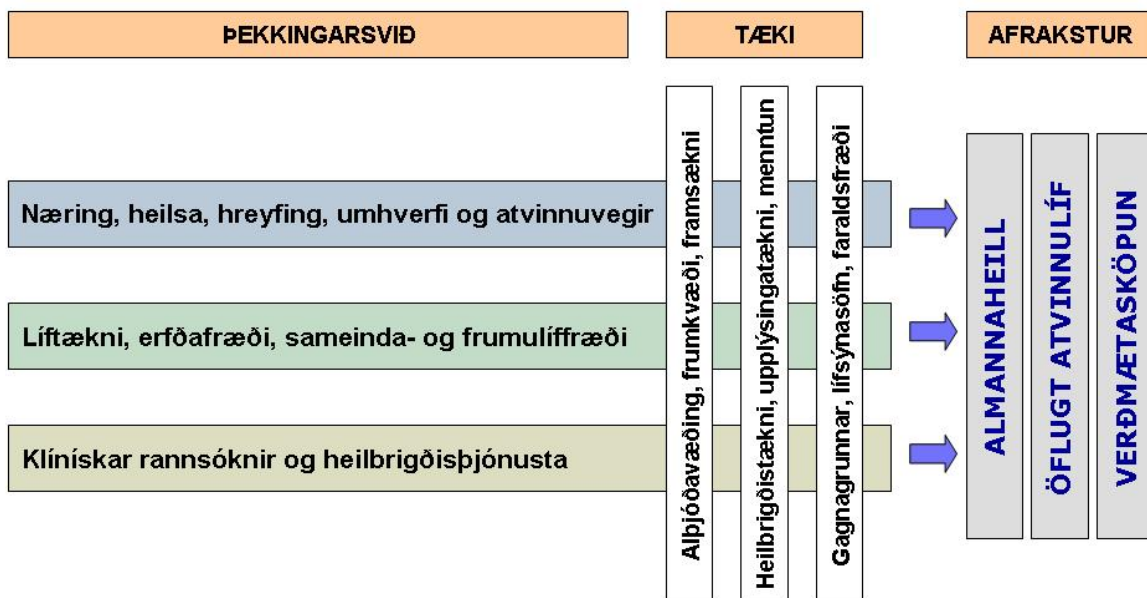 ÞEKKINGARSVIÐ
TÆKI
AFRAKSTUR
Næring, heilsa, hreyfing, umhverfi og atvinnuvegir
Líftækni, erfðafræði, sameinda- og frumulíffræði
Klínískar rannsóknir og heilbrigðisþjónusta
Alþjóðavæðing, frumkvæði, framsækni
Heilbrigðistækni, upplýsingatækni, menntun
Gagnagrunnar, lífsýnasöfn, faraldsfræði
ALMANNAHEILL
ÖFLUGT ATVINNULÍF
VERÐMÆTASKÖPUN